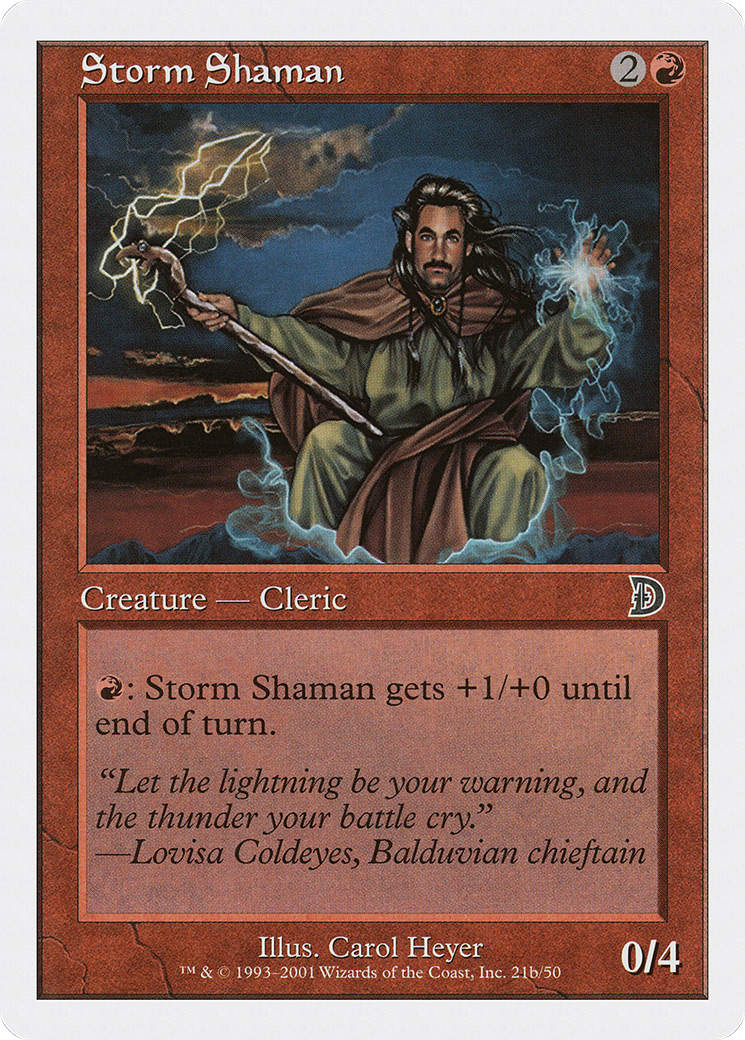 Storm Shaman
2
Creature — Cleric
D
: Storm Shaman gets +1/+0 until
end of turn.
“Let the lightning be your warning, and
the thunder your battle cry.”
—Lovisa Coldeyes, Balduvian chieftain
Illus. Carol Heyer
™ & © 1993–2001 Wizards of the Coast, Inc. 21b/50
0/4